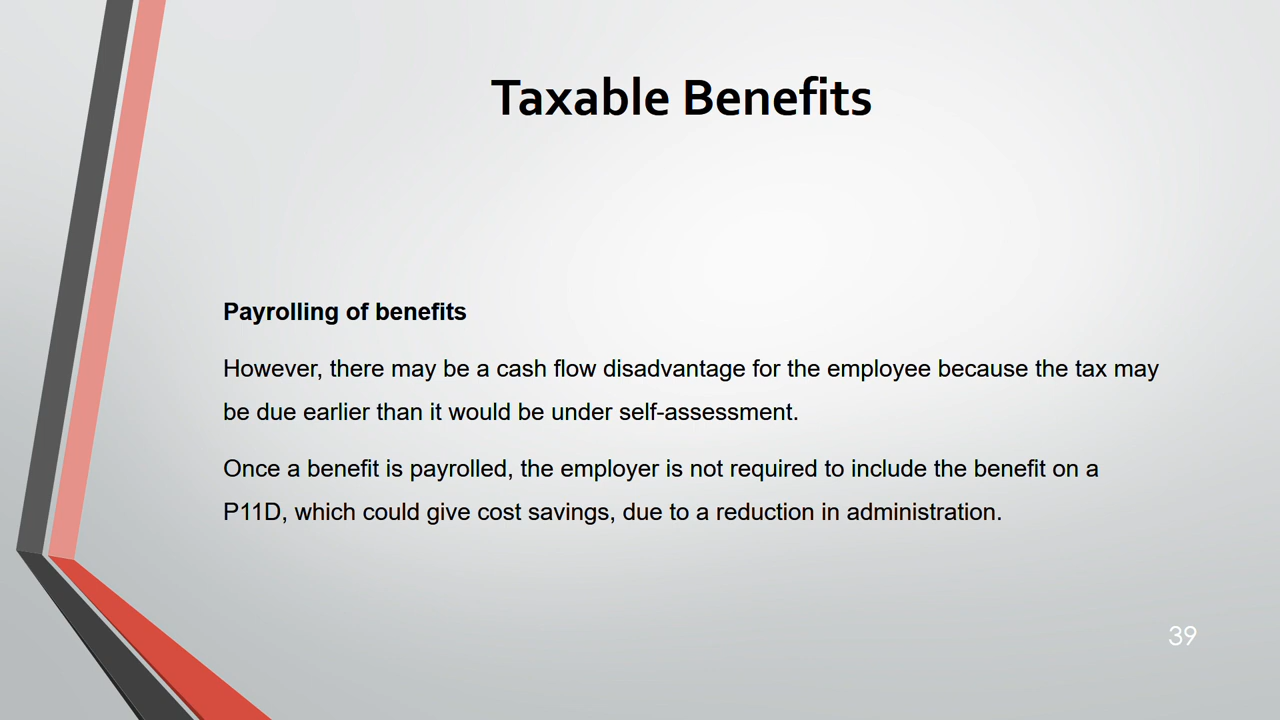 Taxable Benefits
Payrolling of benefits
However, there may be a cash flow disadvantage for the employee because the tax may
be due earlier than it would be under self-assessment.
Once a benefit is payrolled, the employer is not required to include the benefit on a
P11D, which could give cost savings, due to a reduction in administration.
39